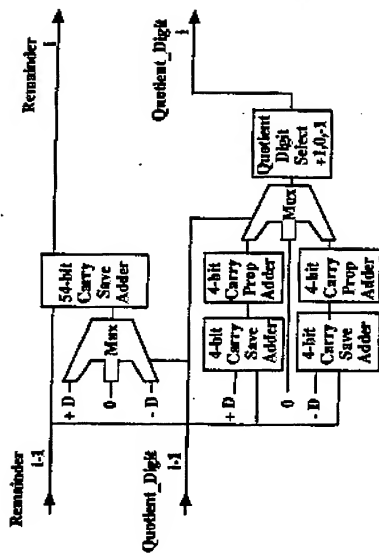 Remainder
i-1
Remainder
i
+ D
0
- D
Mux
54-bit
Carry
Save
Adder
Quotient_Digit
i-1
Quotient_Digit
i
+ D
0
- D
4-bit
Carry
Save
Adder
4-bit
Carry
Prop
Adder
4-bit
Carry
Save
Adder
4-bit
Carry
Prop
Adder
Mux
Quotient
Digit
Select
+1,0,-1